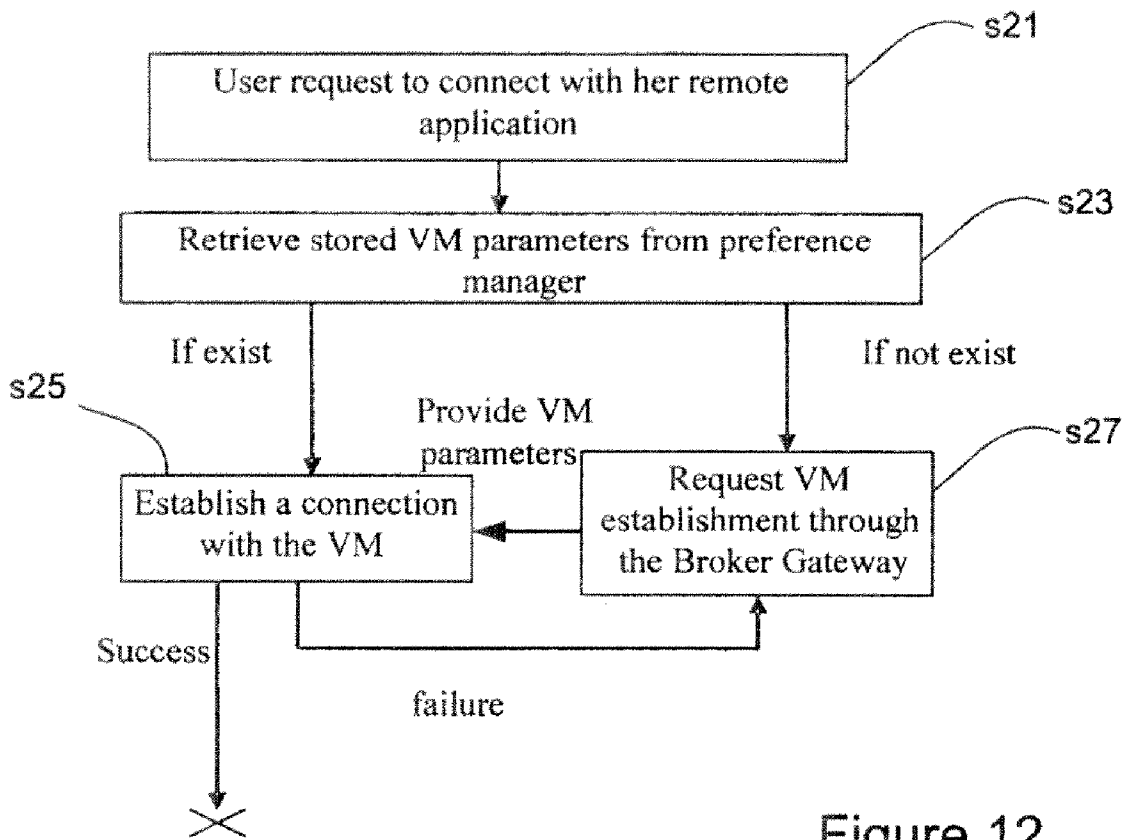 s21
User request to connect with her remote
application
s23
Retrieve stored VM parameters from preference
manager
If exist
If not exist
s25
Provide VM
parameters
s27
Establish a connection
with the VM
Request VM
establishment through
the Broker Gateway
Success
failure
Figure 12